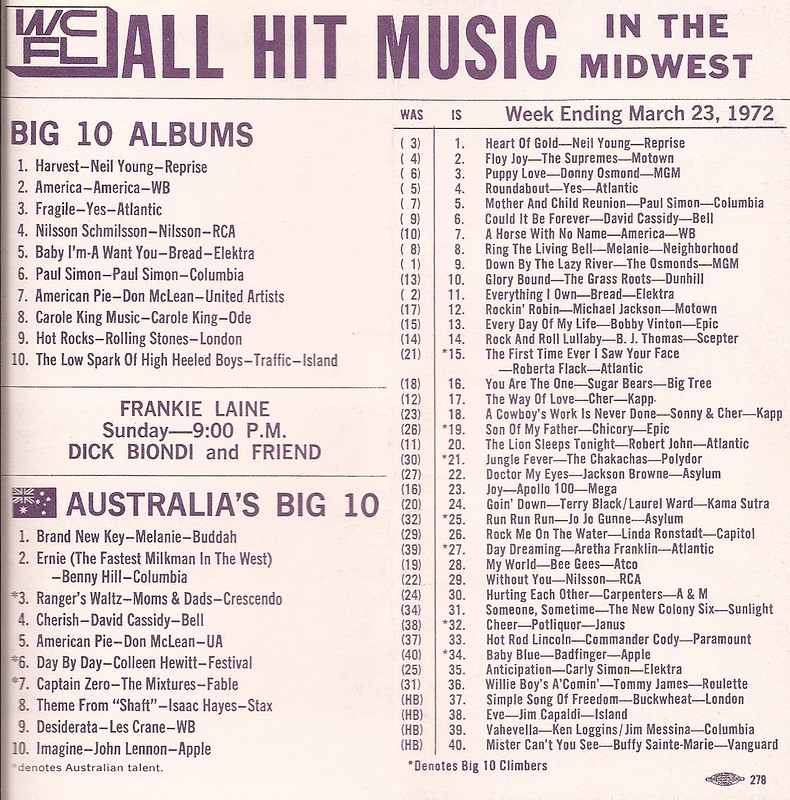 WCFL ALL HIT MUSIC IN THE MIDWEST
BIG 10 ALBUMS
1. Harvest—Neil Young—Reprise
2. America—America—WB
3. Fragile—Yes—Atlantic
4. Nilsson Schmilsson—Nilsson—RCA
5. Baby I'm-A Want You—Bread—Elektra
6. Paul Simon—Paul Simon—Columbia
7. American Pie—Don McLean—United Artists
8. Carole King Music—Carole King—Ode
9. Hot Rocks—Rolling Stones—London
10. The Low Spark Of High Heeled Boys—Traffic—Island
FRANKIE LAINE
Sunday—9:00 P.M.
DICK BIONDI and FRIEND
AUSTRALIA'S BIG 10
1. Brand New Key—Melanie—Buddah
2. Ernie (The Fastest Milkman In The West)
—Benny Hill—Columbia
*3. Ranger's Waltz—Moms & Dads—Crescendo
4. Cherish—David Cassidy—Bell
5. American Pie—Don McLean—UA
*6. Day By Day—Colleen Hewitt—Festival
*7. Captain Zero—The Mixtures—Fable
8. Theme From "Shaft"—Isaac Hayes—Stax
9. Desiderata—Les Crane—WB
10. Imagine—John Lennon—Apple
*denotes Australian talent.
WAS IS Week Ending March 23, 1972
( 3) 1. Heart Of Gold—Neil Young—Reprise
( 4) 2. Floy Joy—The Supremes—Motown
( 6) 3. Puppy Love—Donny Osmond—MGM
( 5) 4. Roundabout—Yes—Atlantic
( 7) 5. Mother And Child Reunion—Paul Simon—Columbia
( 9) 6. Could It Be Forever—David Cassidy—Bell
(10) 7. A Horse With No Name—America—WB
( 8) 8. Ring The Living Bell—Melanie—Neighborhood
( 1) 9. Down By The Lazy River—The Osmonds—MGM
(13) 10. Glory Bound—The Grass Roots—Dunhill
( 2) 11. Everything I Own—Bread—Elektra
(17) 12. Rockin' Robin—Michael Jackson—Motown
(15) 13. Every Day Of My Life—Bobby Vinton—Epic
(14) 14. Rock And Roll Lullaby—B. J. Thomas—Scepter
(21) *15. The First Time Ever I Saw Your Face
—Roberta Flack—Atlantic
(18) 16. You Are The One—Sugar Bears—Big Tree
(12) 17. The Way Of Love—Cher—Kapp
(23) 18. A Cowboy's Work Is Never Done—Sonny & Cher—Kapp
(26) *19. Son Of My Father—Chicory—Epic
(11) 20. The Lion Sleeps Tonight—Robert John—Atlantic
(30) *21. Jungle Fever—The Chakachas—Polydor
(27) 22. Doctor My Eyes—Jackson Browne—Asylum
(16) 23. Joy—Apollo 100—Mega
(20) 24. Goin' Down—Terry Black/Laurel Ward—Kama Sutra
(32) *25. Run Run Run—Jo Jo Gunne—Asylum
(29) 26. Rock Me On The Water—Linda Ronstadt—Capitol
(39) *27. Day Dreaming—Aretha Franklin—Atlantic
(19) 28. My World—Bee Gees—Atco
(22) 29. Without You—Nilsson—RCA
(24) 30. Hurting Each Other—Carpenters—A & M
(34) 31. Someone, Sometime—The New Colony Six—Sunlight
(38) *32. Cheer—Potliquor—Janus
(37) 33. Hot Rod Lincoln—Commander Cody—Paramount
(40) *34. Baby Blue—Badfinger—Apple
(25) 35. Anticipation—Carly Simon—Elektra
(31) 36. Willie Boy's A'Comin'—Tommy James—Roulette
(HB) 37. Simple Song Of Freedom—Buckwheat—London
(HB) 38. Eve—Jim Capaldi—Island
(HB) 39. Vahevella—Ken Loggins/Jim Messina—Columbia
(HB) 40. Mister Can't You See—Buffy Sainte-Marie—Vanguard
*Denotes Big 10 Climbers
278